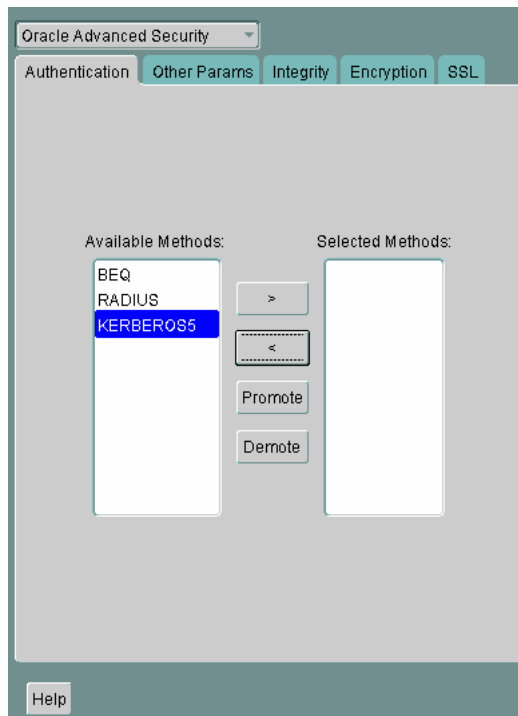 Oracle Advanced Security
Authentication Other Params Integrity Encryption SSL
Available Methods: Selected Methods:
BEQ
RADIUS
KERBEROS5
>
<
Promote
Demote
Help